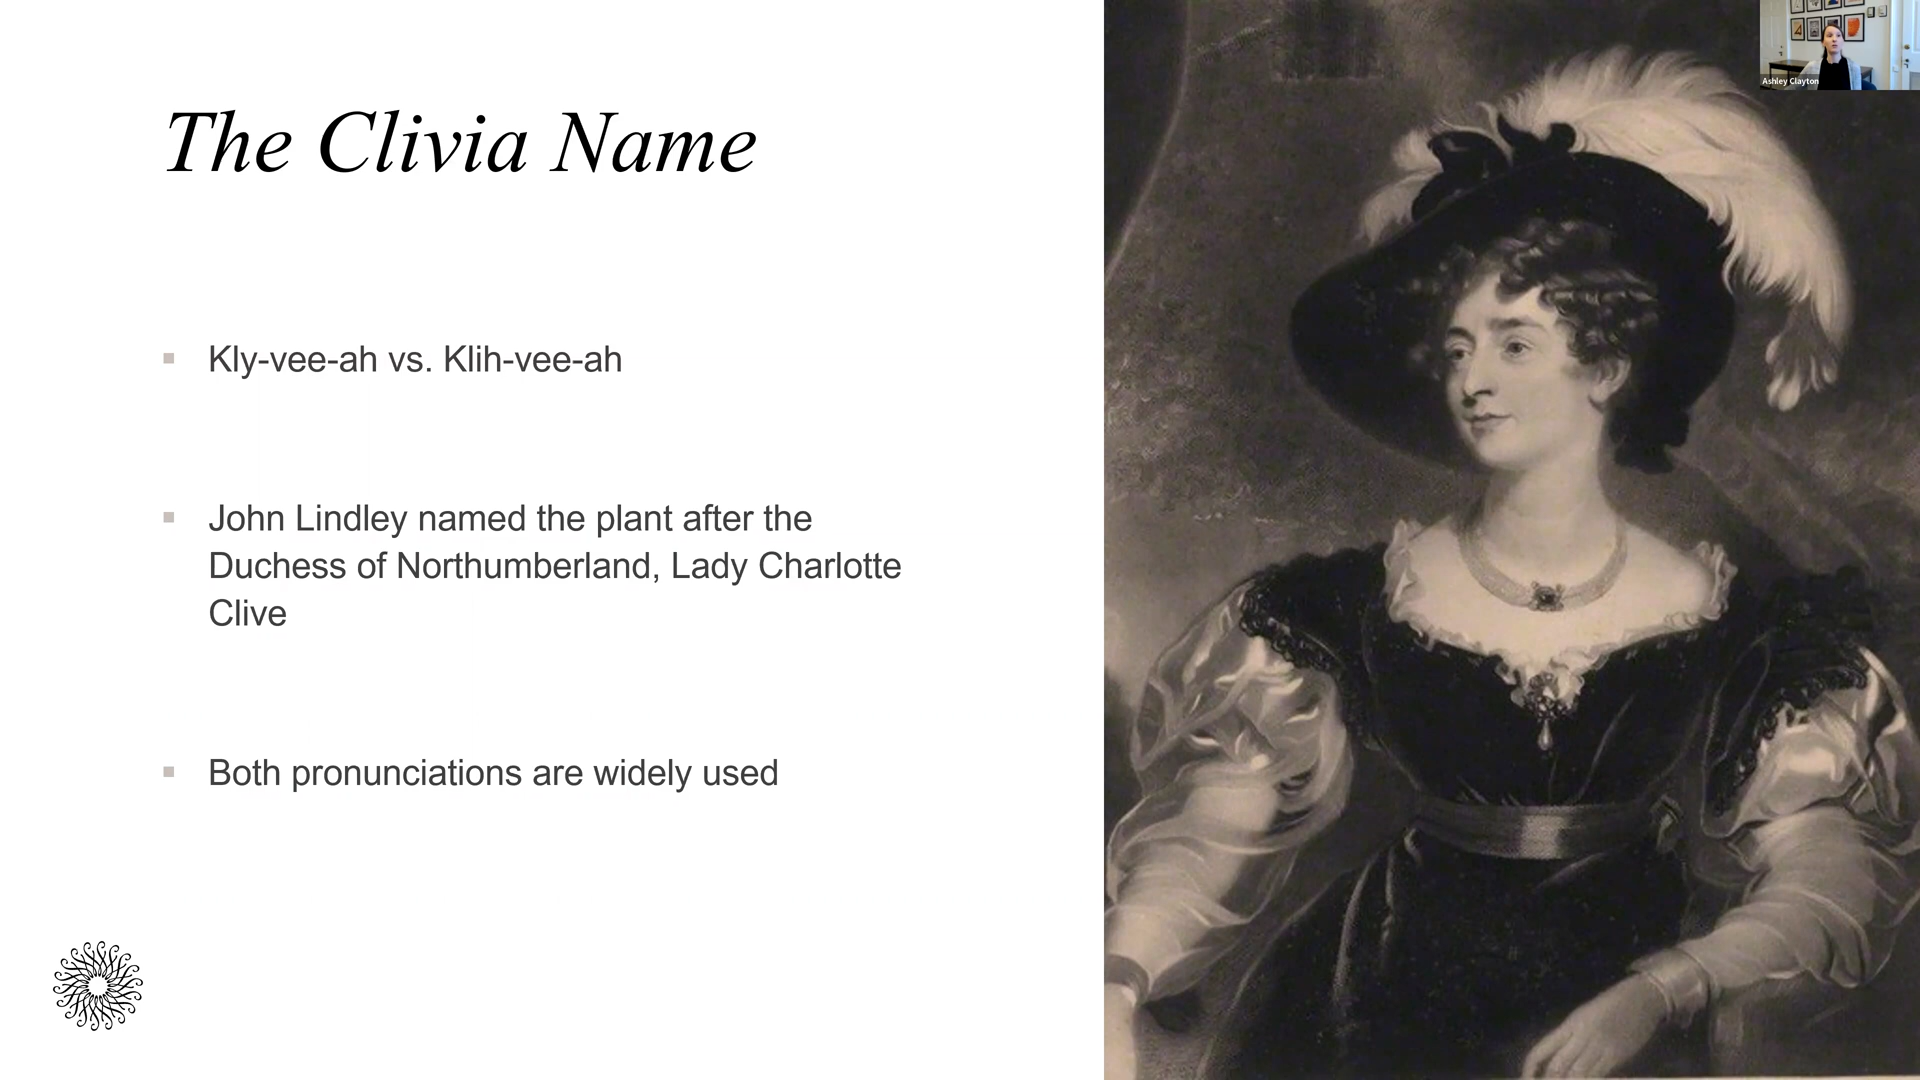 The Clivia Name
Kly-vee-ah vs. Klih-vee-ah
John Lindley named the plant after the
Duchess of Northumberland, Lady Charlotte
Clive
Both pronunciations are widely used
Ashley Clayton